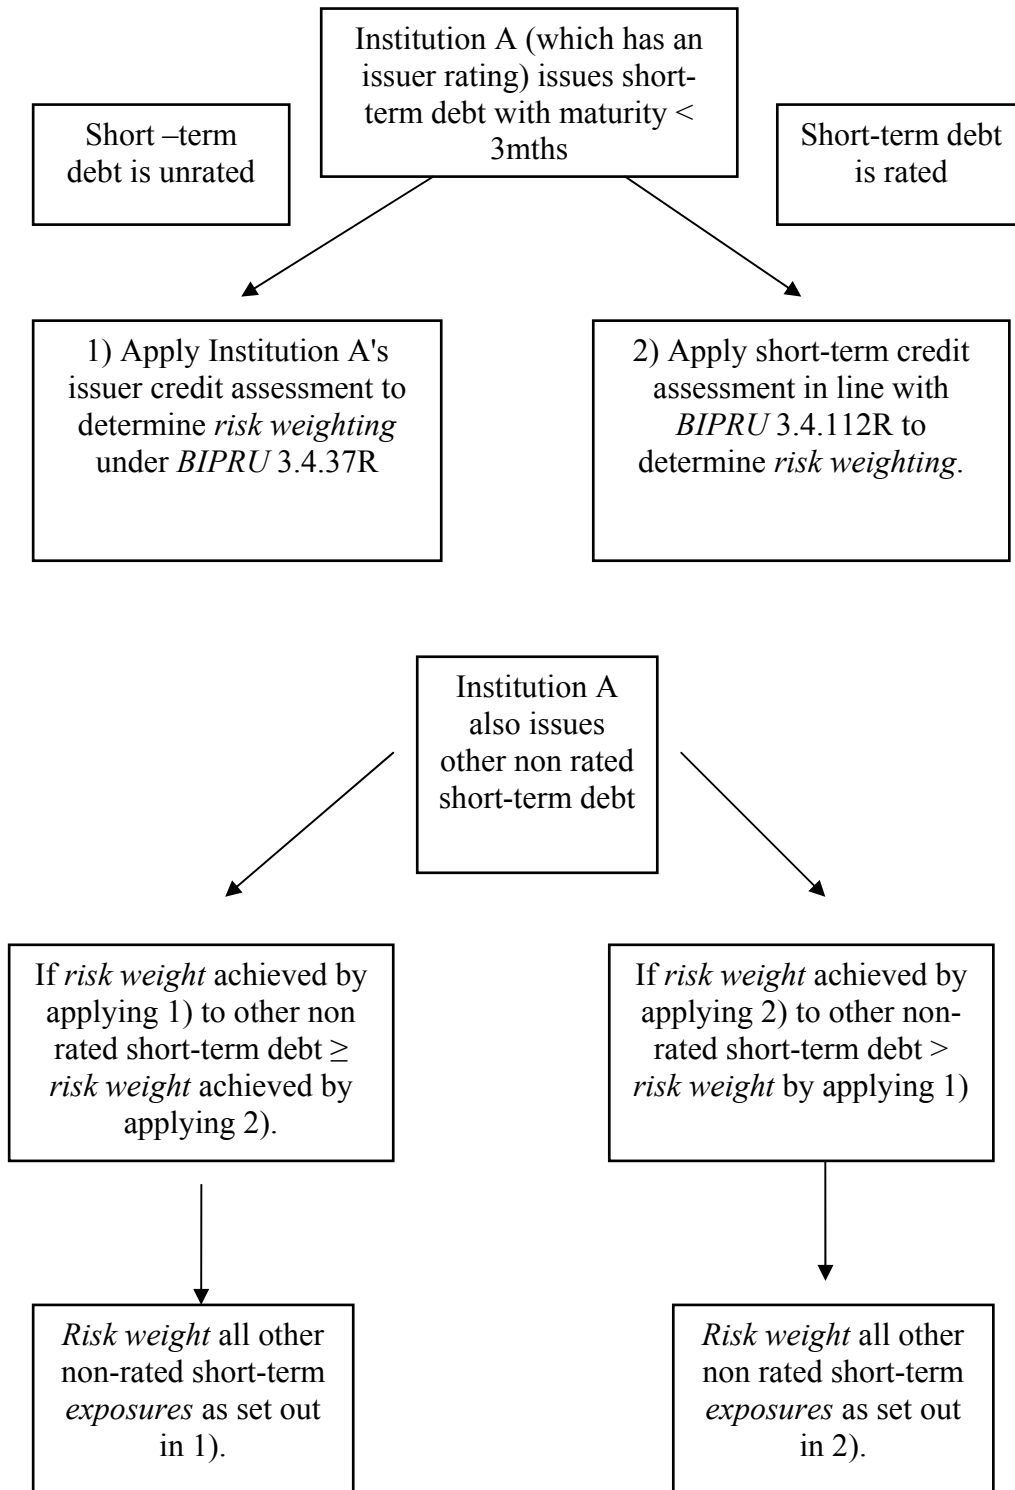 Institution A (which has an
issuer rating) issues short-
term debt with maturity <
3mths
Short –term
debt is unrated
Short-term debt
is rated
1) Apply Institution A's
issuer credit assessment to
determine risk weighting
under BIPRU 3.4.37R
2) Apply short-term credit
assessment in line with
BIPRU 3.4.112R to
determine risk weighting.
Institution A
also issues
other non rated
short-term debt
If risk weight achieved by
applying 1) to other non
rated short-term debt ≥
risk weight achieved by
applying 2).
If risk weight achieved by
applying 2) to other non-
rated short-term debt >
risk weight by applying 1)
Risk weight all other
non-rated short-term
exposures as set out
in 1).
Risk weight all other
non rated short-term
exposures as set out
in 2).